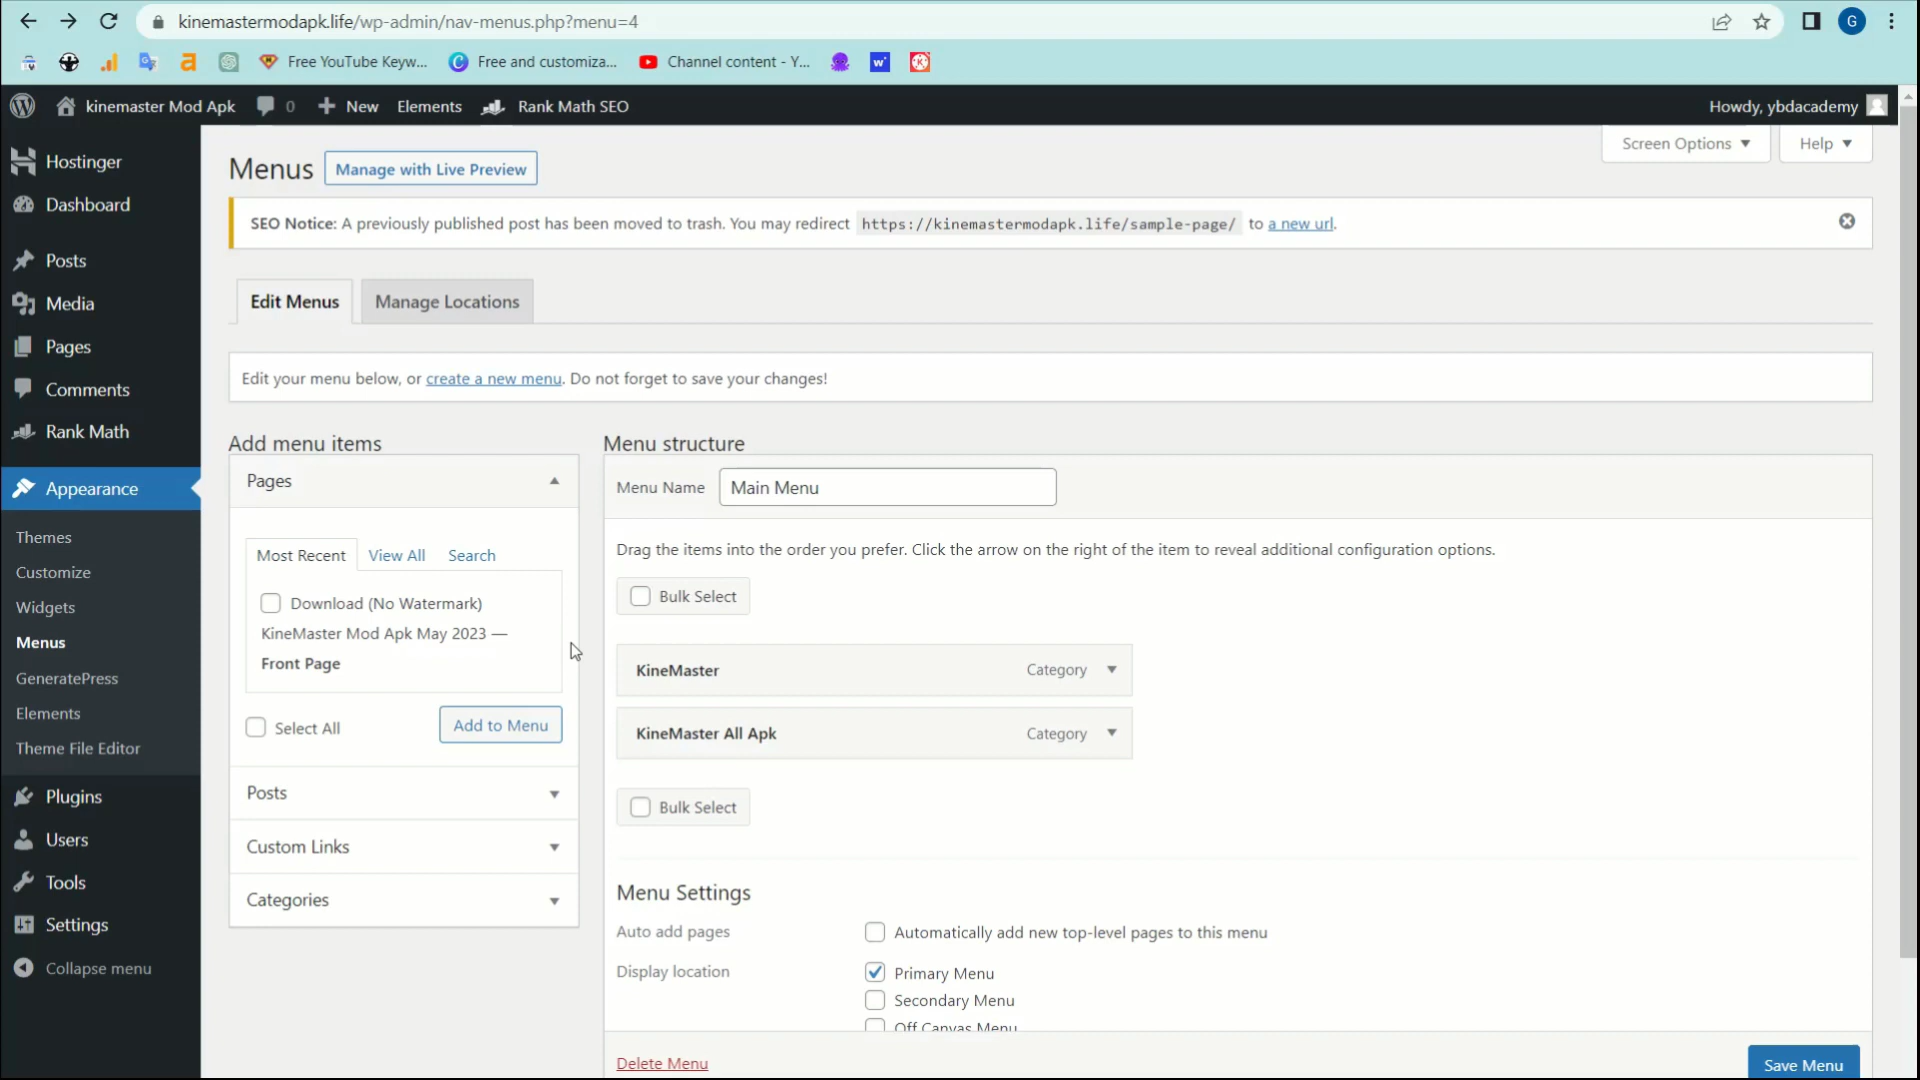 kinemastermodapk.life/wp-admin/nav-menus.php?menu=4
G
Free YouTube Keyw...
Free and customiza...
Channel content - Y...
kinemaster Mod Apk
0
New
Elements
Rank Math SEO
Howdy, ybdacademy
Hostinger
Dashboard
Posts
Media
Pages
Comments
Rank Math
Appearance
Themes
Customize
Widgets
Menus
GeneratePress
Elements
Theme File Editor
Plugins
Users
Tools
Settings
Collapse menu
Screen Options
Help
Menus
Manage with Live Preview
SEO Notice: A previously published post has been moved to trash. You may redirect https://kinemastermodapk.life/sample-page/ to a new url.
Edit Menus
Manage Locations
Edit your menu below, or create a new menu. Do not forget to save your changes!
Add menu items
Pages
Most Recent
View All
Search
Download (No Watermark)
KineMaster Mod Apk May 2023 —
Front Page
Select All
Add to Menu
Posts
Custom Links
Categories
Menu structure
Menu Name
Main Menu
Drag the items into the order you prefer. Click the arrow on the right of the item to reveal additional configuration options.
Bulk Select
KineMaster
Category
KineMaster All Apk
Category
Bulk Select
Menu Settings
Auto add pages
Automatically add new top-level pages to this menu
Display location
Primary Menu
Secondary Menu
Off Canvas Menu
Delete Menu
Save Menu